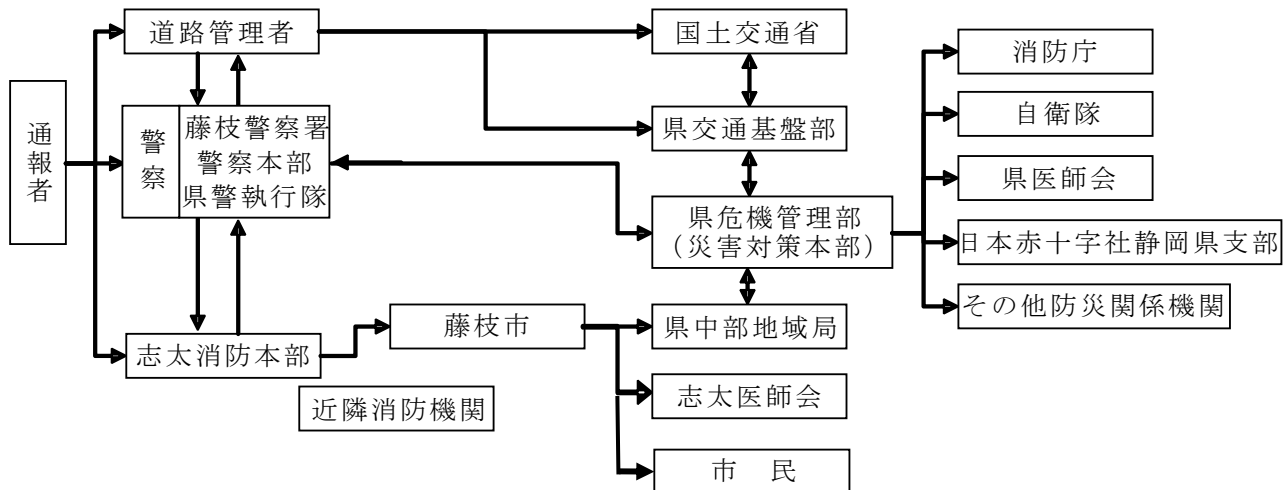 通報者
道路管理者
警察
藤枝警察署
警察本部
県警執行隊
志太消防本部
近隣消防機関
藤枝市
国土交通省
県交通基盤部
県危機管理部
（災害対策本部）
県中部地域局
志太医師会
市　民
消防庁
自衛隊
県医師会
日本赤十字社静岡県支部
その他防災関係機関